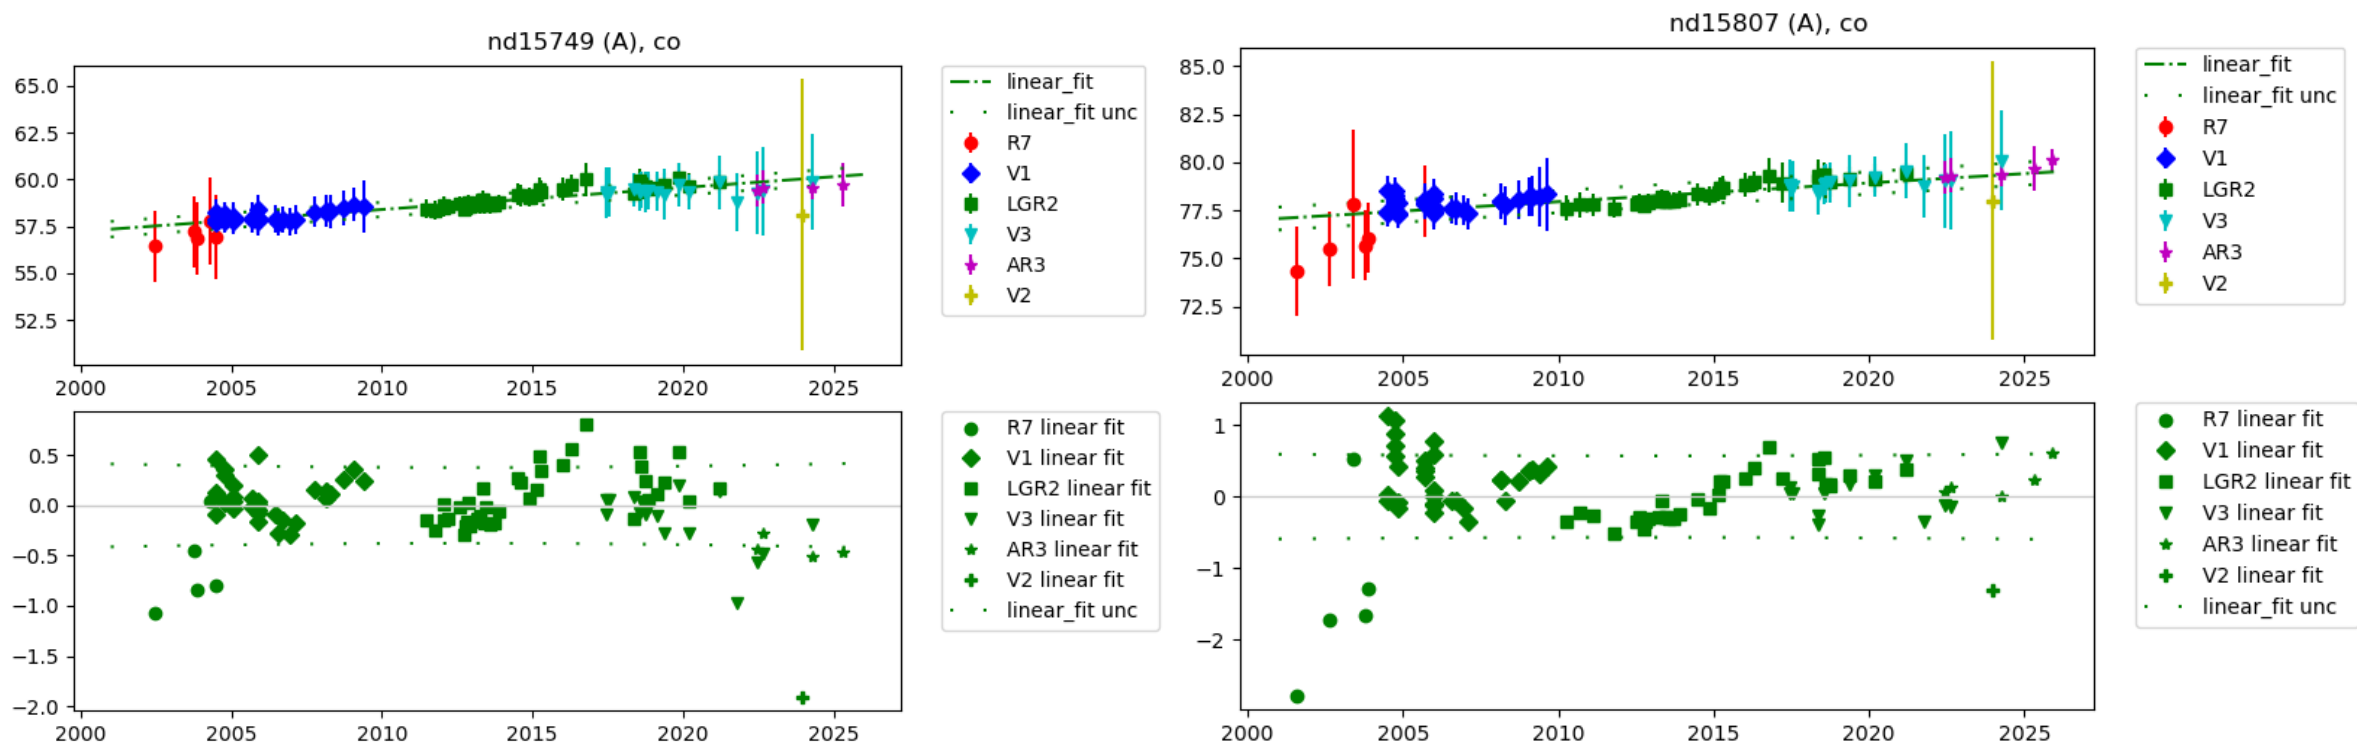 nd15749 (A), co
65.0
62.5
60.0
57.5
55.0
52.5
2000 2005 2010 2015 2020 2025
linear_fit
linear_fit unc
R7
V1
LGR2
V3
AR3
V2
nd15807 (A), co
85.0
82.5
80.0
77.5
75.0
72.5
2000 2005 2010 2015 2020 2025
linear_fit
linear_fit unc
R7
V1
LGR2
V3
AR3
V2
0.5
0.0
−0.5
−1.0
−1.5
−2.0
2000 2005 2010 2015 2020 2025
R7 linear fit
V1 linear fit
LGR2 linear fit
V3 linear fit
AR3 linear fit
V2 linear fit
linear_fit unc
1
0
−1
−2
2000 2005 2010 2015 2020 2025
R7 linear fit
V1 linear fit
LGR2 linear fit
V3 linear fit
AR3 linear fit
V2 linear fit
linear_fit unc